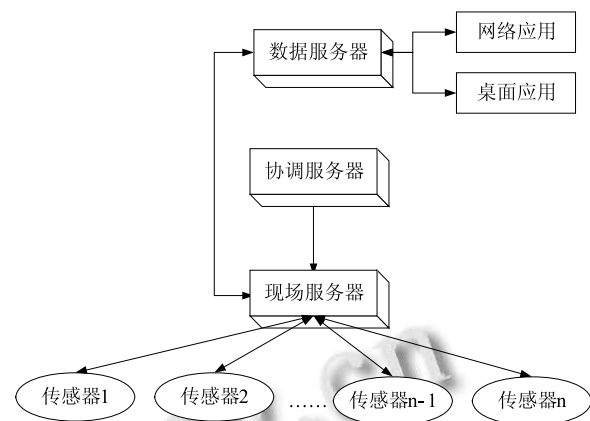 数据服务器
网络应用
桌面应用
协调服务器
现场服务器
传感器1
传感器2
……
传感器n-1
传感器n